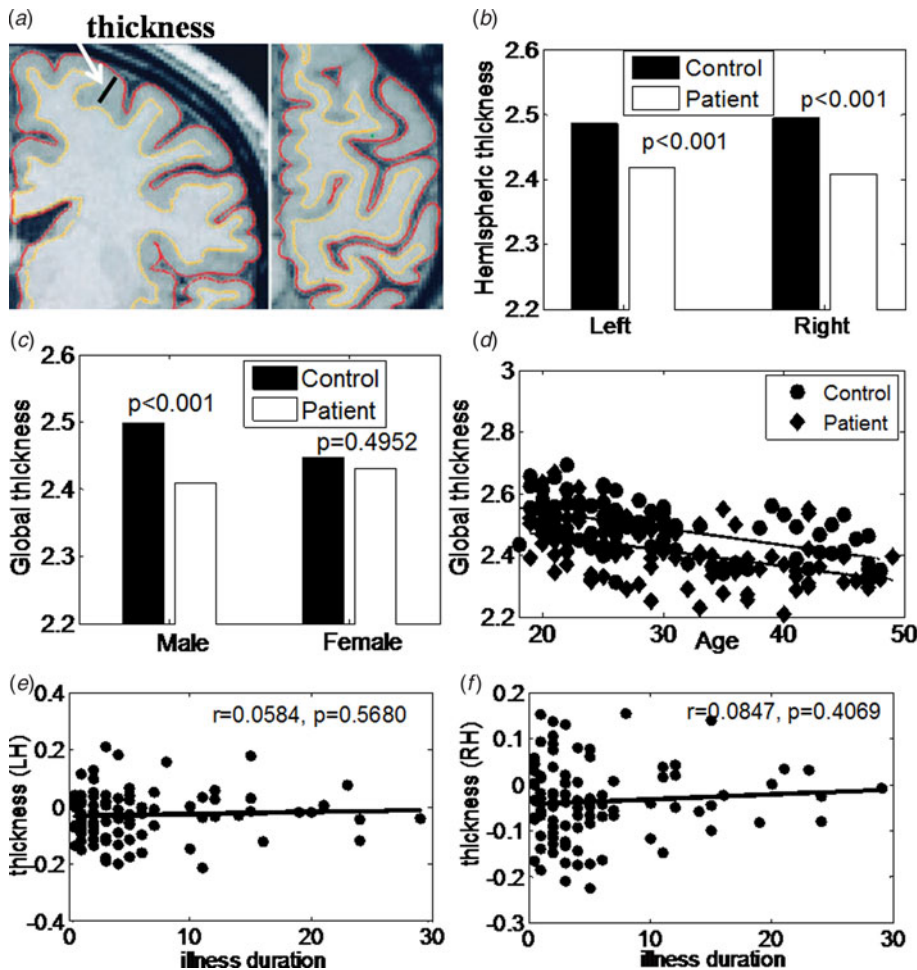 (a)
thickness
(b)
2.6
2.5
2.4
2.3
2.2
Hemispheric thickness
Control
Patient
p<0.001
p<0.001
Left
Right
(c)
2.6
2.5
2.4
2.3
2.2
Global thickness
Control
Patient
p<0.001
p=0.4952
Male
Female
(d)
3
2.8
2.6
2.4
2.2
Global thickness
Control
Patient
20
30
40
50
Age
(e)
0.4
0.2
0
-0.2
-0.4
thickness (LH)
r=0.0584, p=0.5680
0
10
20
30
illness duration
(f)
0.2
0.1
0
-0.1
-0.2
-0.3
thickness (RH)
r=0.0847, p=0.4069
0
10
20
30
illness duration